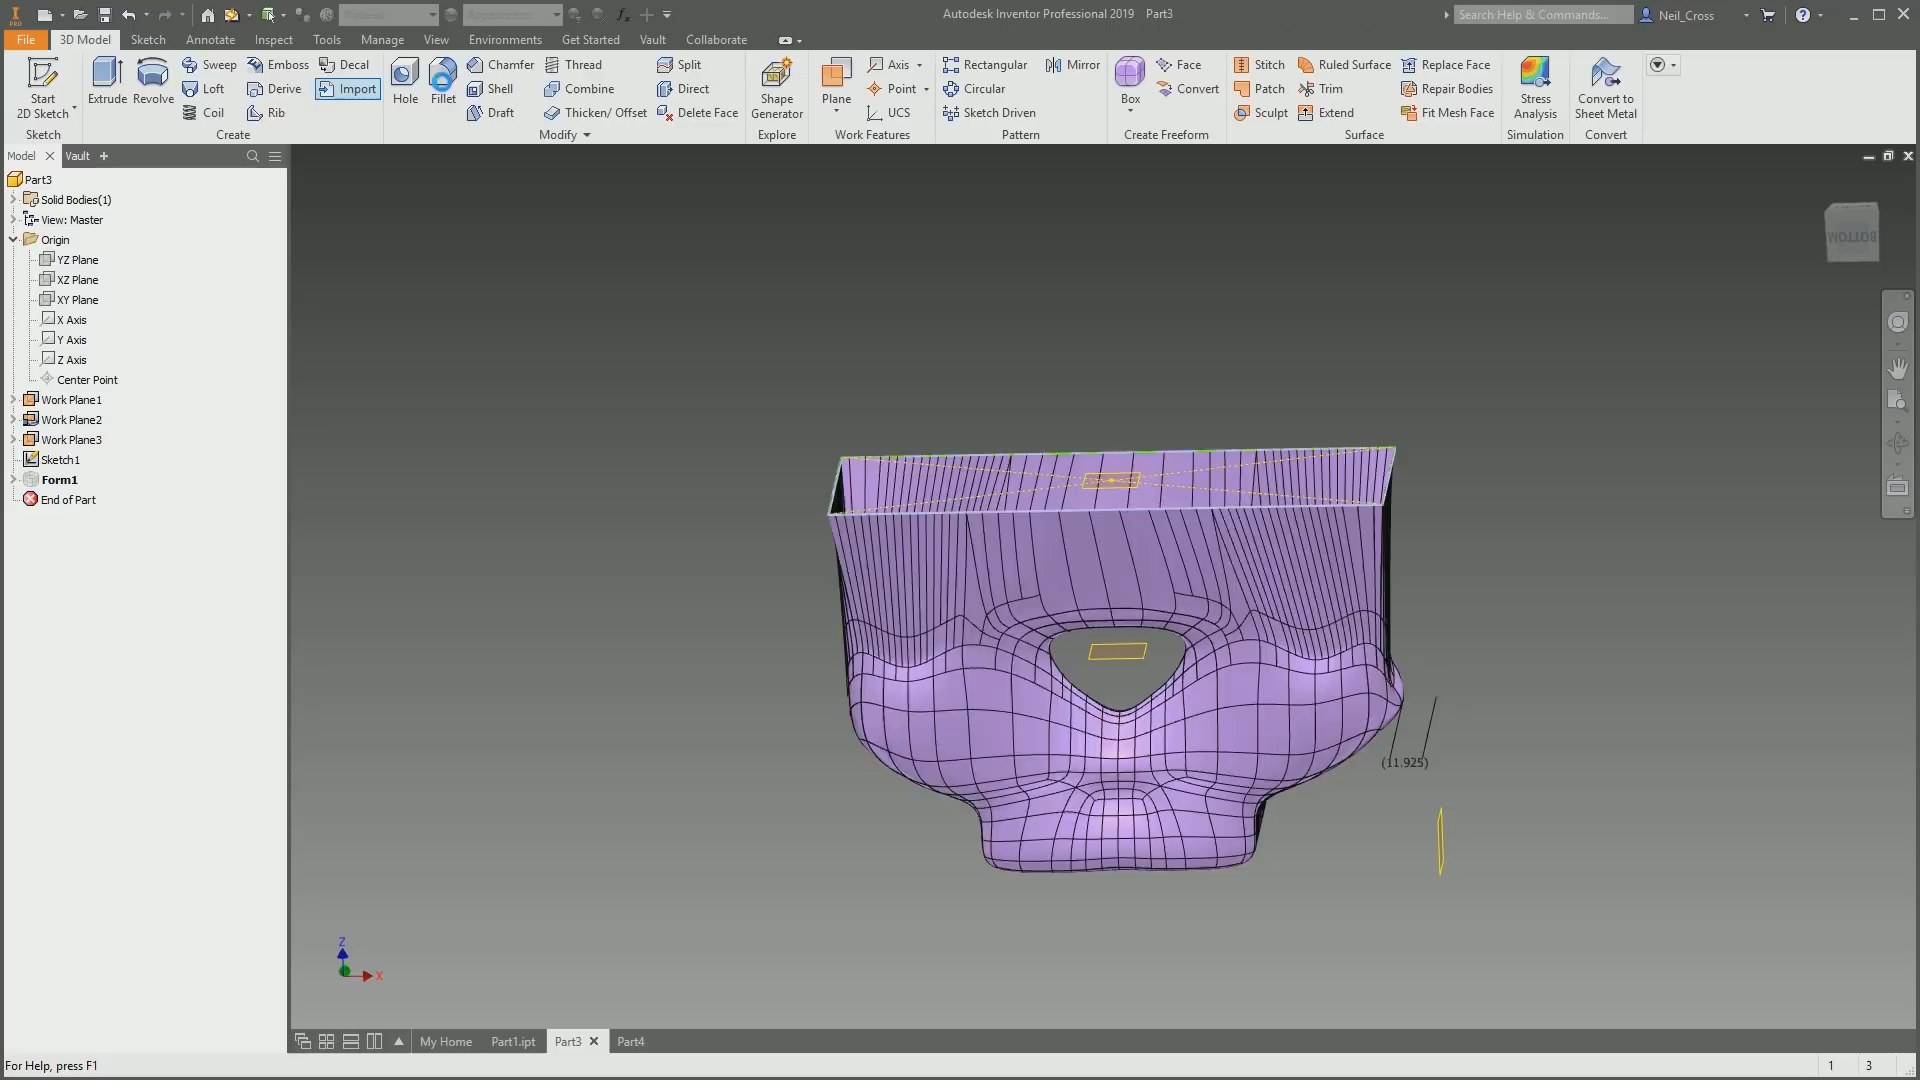 Autodesk Inventor Professional 2019 Part3
Search Help & Commands...
Neil_Cross
File 3D Model Sketch Annotate Inspect Tools Manage View Environments Get Started Vault Collaborate
Start
2D Sketch
Sketch
Extrude
Revolve
Sweep
Loft
Coil
Emboss
Derive
Rib
Decal
Import
Create
Hole
Fillet
Chamfer
Shell
Draft
Thread
Combine
Thicken/ Offset
Split
Direct
Delete Face
Modify
Shape
Generator
Explore
Plane
Axis
Point
UCS
Work Features
Rectangular
Circular
Sketch Driven
Mirror
Pattern
Box
Face
Convert
Create Freeform
Stitch
Patch
Sculpt
Ruled Surface
Trim
Extend
Replace Face
Repair Bodies
Fit Mesh Face
Surface
Stress
Analysis
Simulation
Convert to
Sheet Metal
Convert
Model
Vault
Part3
Solid Bodies(1)
View: Master
Origin
YZ Plane
XZ Plane
XY Plane
X Axis
Y Axis
Z Axis
Center Point
Work Plane1
Work Plane2
Work Plane3
Sketch1
Form1
End of Part
BOTTOM
(11.925)
Z
X
My Home Part1.ipt Part3 Part4
For Help, press F1
1 3